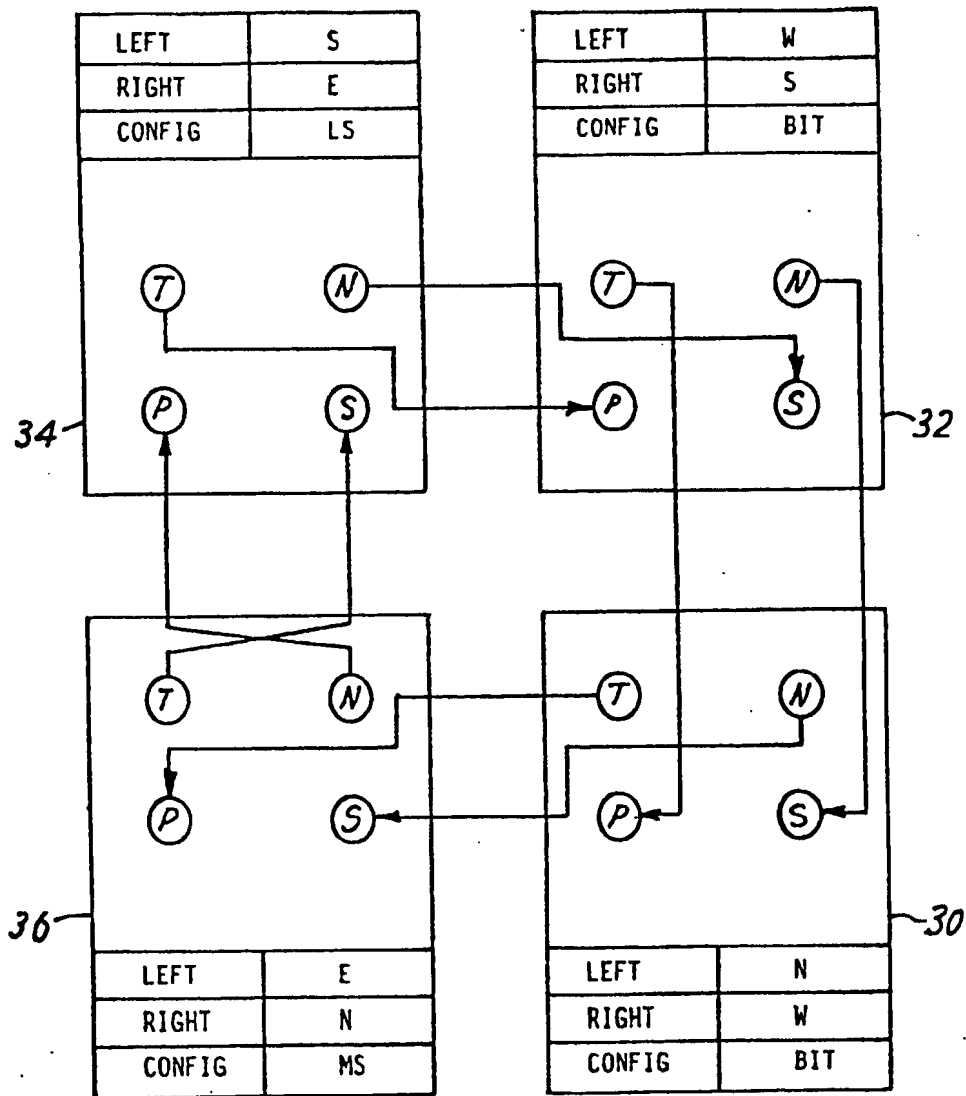 LEFT S
RIGHT E
CONFIG LS
T N
P S
34
LEFT W
RIGHT S
CONFIG BIT
T N
P S
32
T N
P S
36
LEFT E
RIGHT N
CONFIG MS
T N
P S
30
LEFT N
RIGHT W
CONFIG BIT